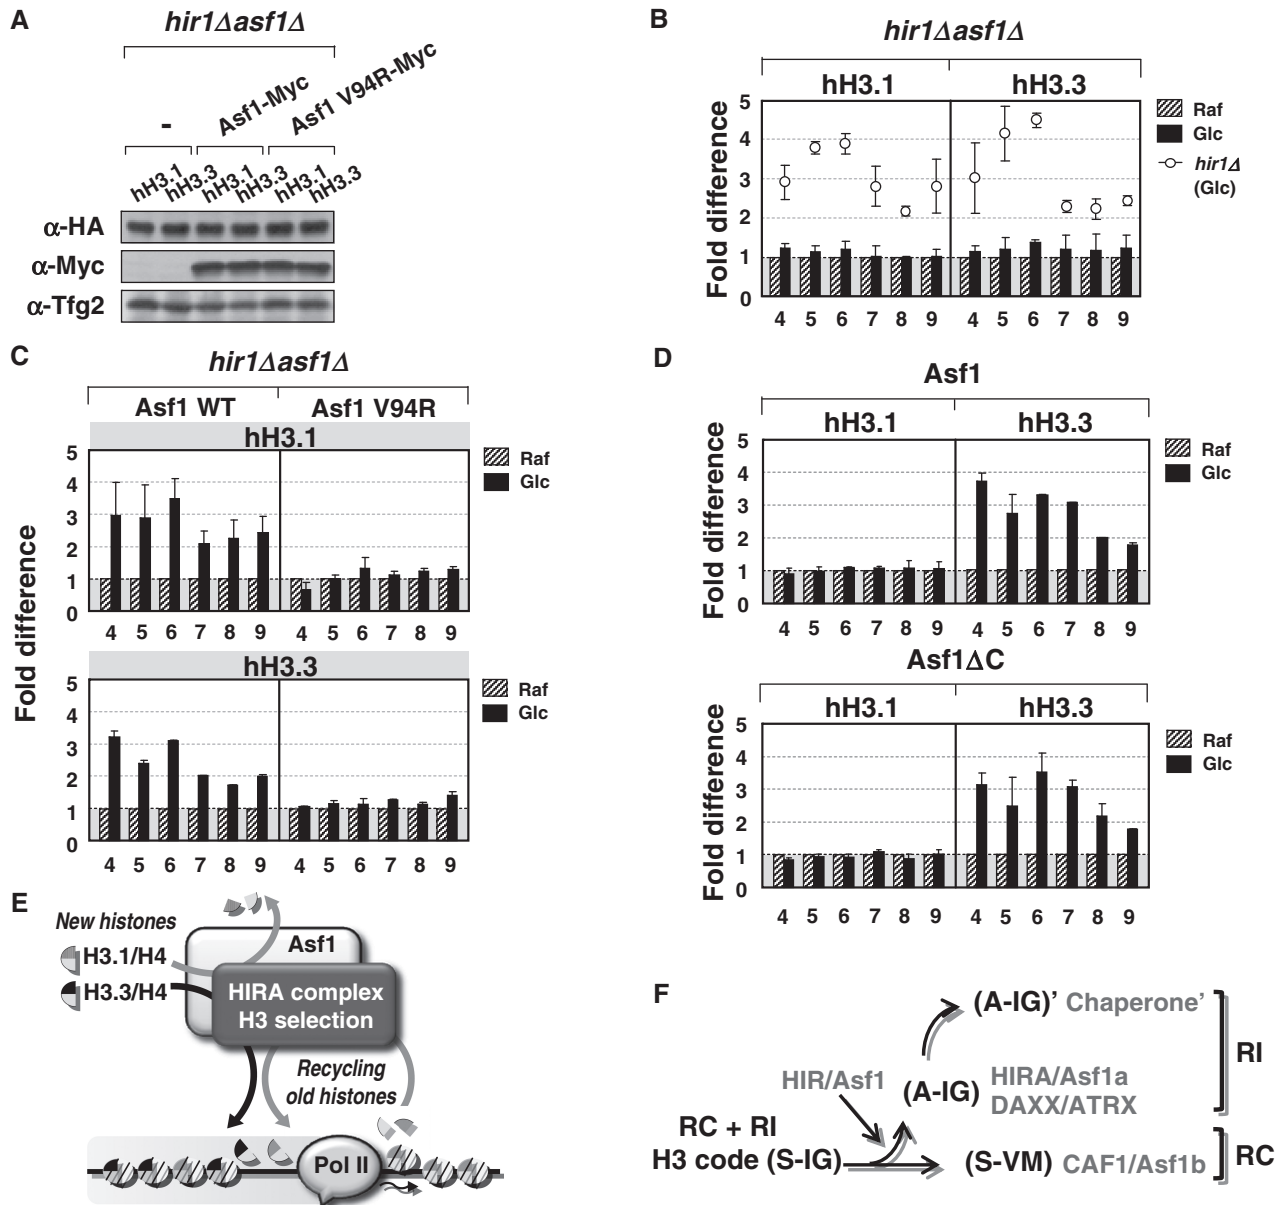 A
hir1Δasf1Δ
- Asf1-Myc Asf1 V94R-Myc
hH3.1 hH3.3 hH3.1 hH3.3 hH3.1 hH3.3
α-HA
α-Myc
α-Tfg2
B
hir1Δasf1Δ
hH3.1 hH3.3
Fold difference
5
4
3
2
1
0
4 5 6 7 8 9 4 5 6 7 8 9
Raf
Glc
hir1Δ
(Glc)
C
hir1Δasf1Δ
Asf1 WT Asf1 V94R
hH3.1
Fold difference
5
4
3
2
1
0
4 5 6 7 8 9 4 5 6 7 8 9
Raf
Glc
hH3.3
5
4
3
2
1
0
4 5 6 7 8 9 4 5 6 7 8 9
Raf
Glc
D
Asf1
hH3.1 hH3.3
Fold difference
5
4
3
2
1
0
4 5 6 7 8 9 4 5 6 7 8 9
Raf
Glc
Asf1ΔC
hH3.1 hH3.3
Fold difference
5
4
3
2
1
0
4 5 6 7 8 9 4 5 6 7 8 9
Raf
Glc
E
New histones
H3.1/H4
H3.3/H4
Asf1
HIRA complex
H3 selection
Recycling
old histones
Pol II
F
(A-IG)’ Chaperone’
RI
HIR/Asf1
(A-IG) HIRA/Asf1a
DAXX/ATRX
RC + RI
H3 code (S-IG) (S-VM) CAF1/Asf1b RC